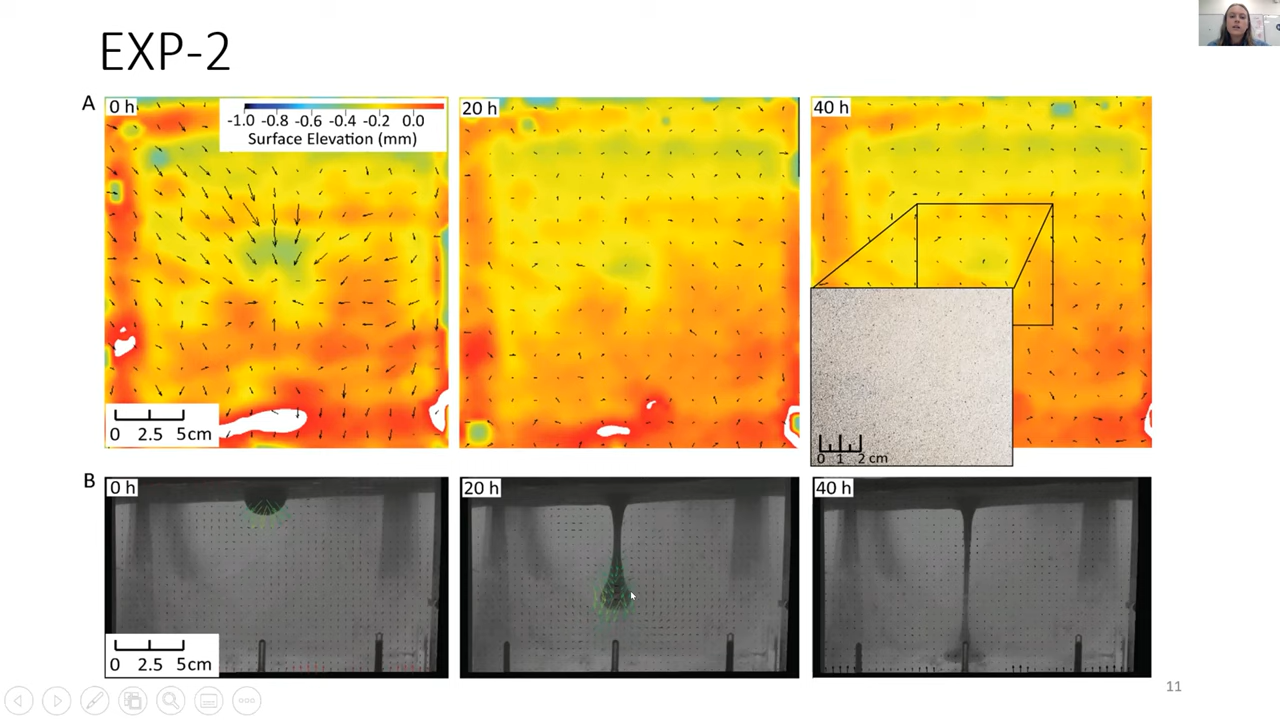 EXP-2
A
0 h
-1.0 -0.8 -0.6 -0.4 -0.2 0.0
Surface Elevation (mm)
0 2.5 5cm
20 h
40 h
0 1 2 cm
B
0 h
0 2.5 5cm
20 h
40 h
11